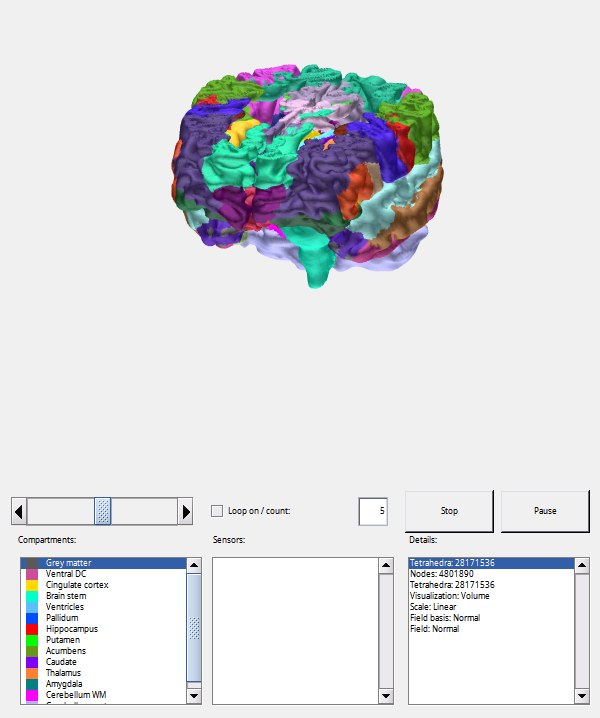 Loop on / count:
5
Stop
Pause
Compartments:
Sensors:
Details:
Grey matter
Ventral DC
Cingulate cortex
Brain stem
Ventricles
Pallidum
Hippocampus
Putamen
Accumbens
Caudate
Thalamus
Amygdala
Cerebellum WM
Tetrahedra: 28171536
Nodes: 4801890
Tetrahedra: 28171536
Visualization: Volume
Scale: Linear
Field basis: Normal
Field: Normal